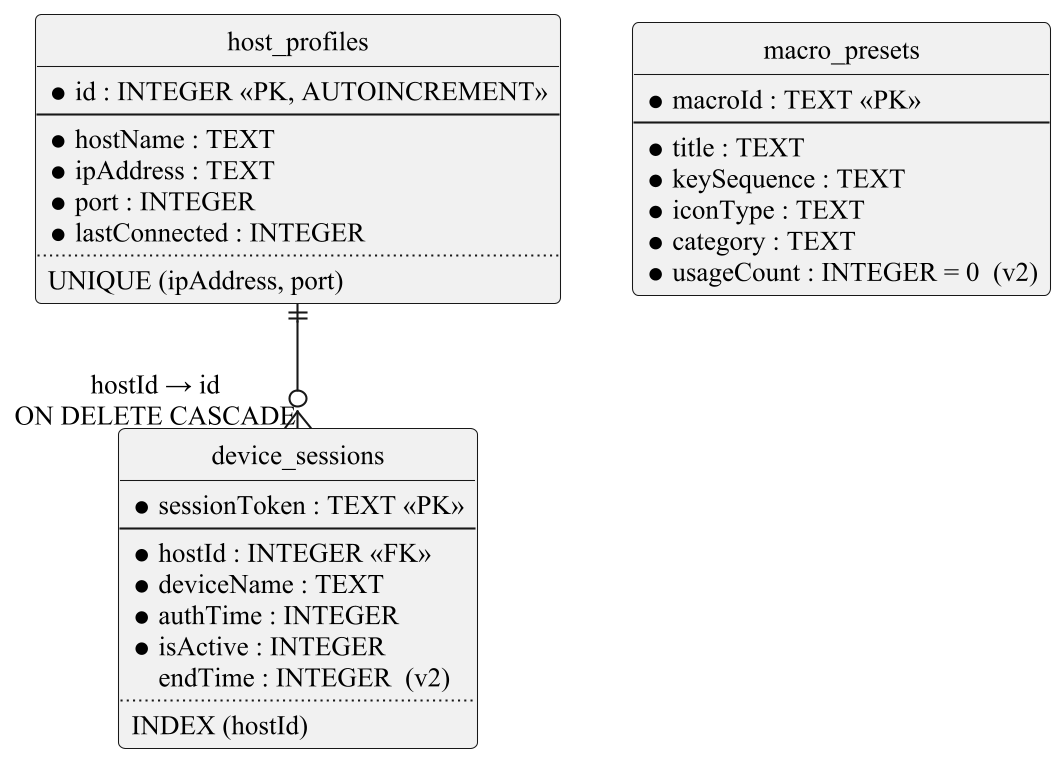 host_profiles
id : INTEGER «PK, AUTOINCREMENT»
hostName : TEXT
ipAddress : TEXT
port : INTEGER
lastConnected : INTEGER
UNIQUE (ipAddress, port)
macro_presets
macroId : TEXT «PK»
title : TEXT
keySequence : TEXT
iconType : TEXT
category : TEXT
usageCount : INTEGER = 0  (v2)
hostId → id
ON DELETE CASCADE
device_sessions
sessionToken : TEXT «PK»
hostId : INTEGER «FK»
deviceName : TEXT
authTime : INTEGER
isActive : INTEGER
endTime : INTEGER  (v2)
INDEX (hostId)